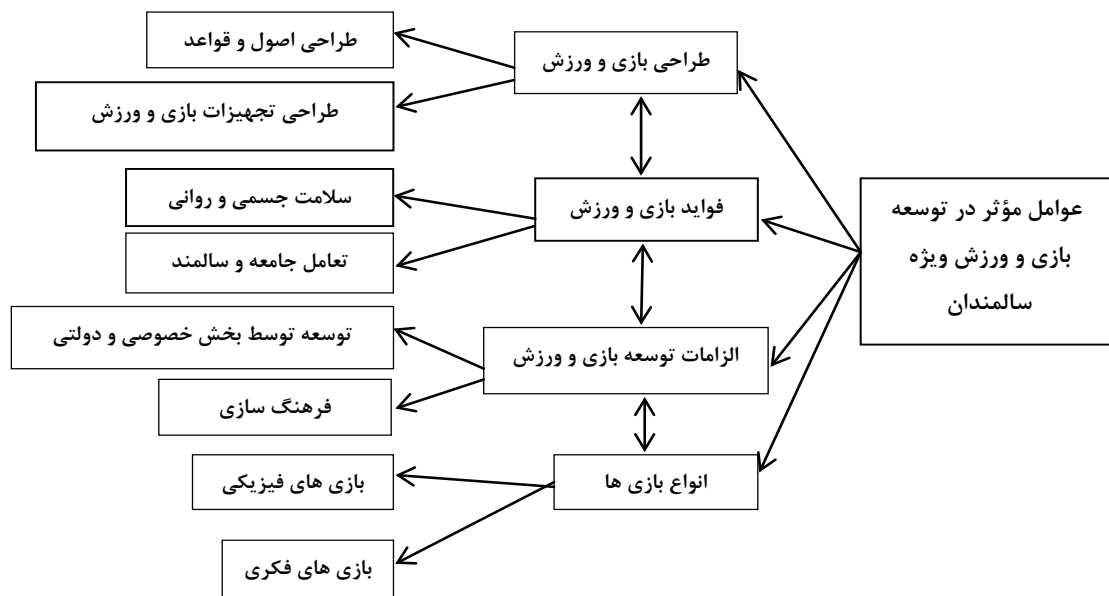 عوامل مؤثر در توسعه
بازی و ورزش ویژه
سالمندان
طراحی بازی و ورزش
طراحی اصول و قواعد
طراحی تجهیزات بازی و ورزش
فواید بازی و ورزش
سلامت جسمی و روانی
تعامل جامعه و سالمند
الزامات توسعه بازی و ورزش
توسعه توسط بخش خصوصی و دولتی
فرهنگ سازی
انواع بازی ها
بازی های فیزیکی
بازی های فکری